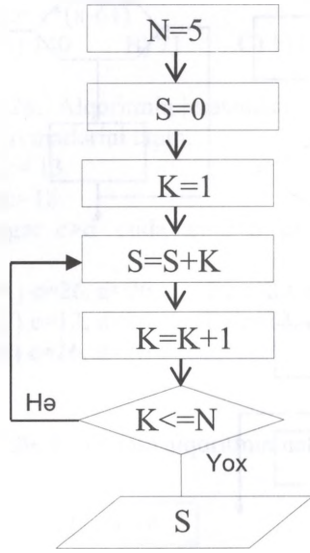 N=5
S=0
K=1
S=S+K
K=K+1
Hə
K<=N
Yox
S